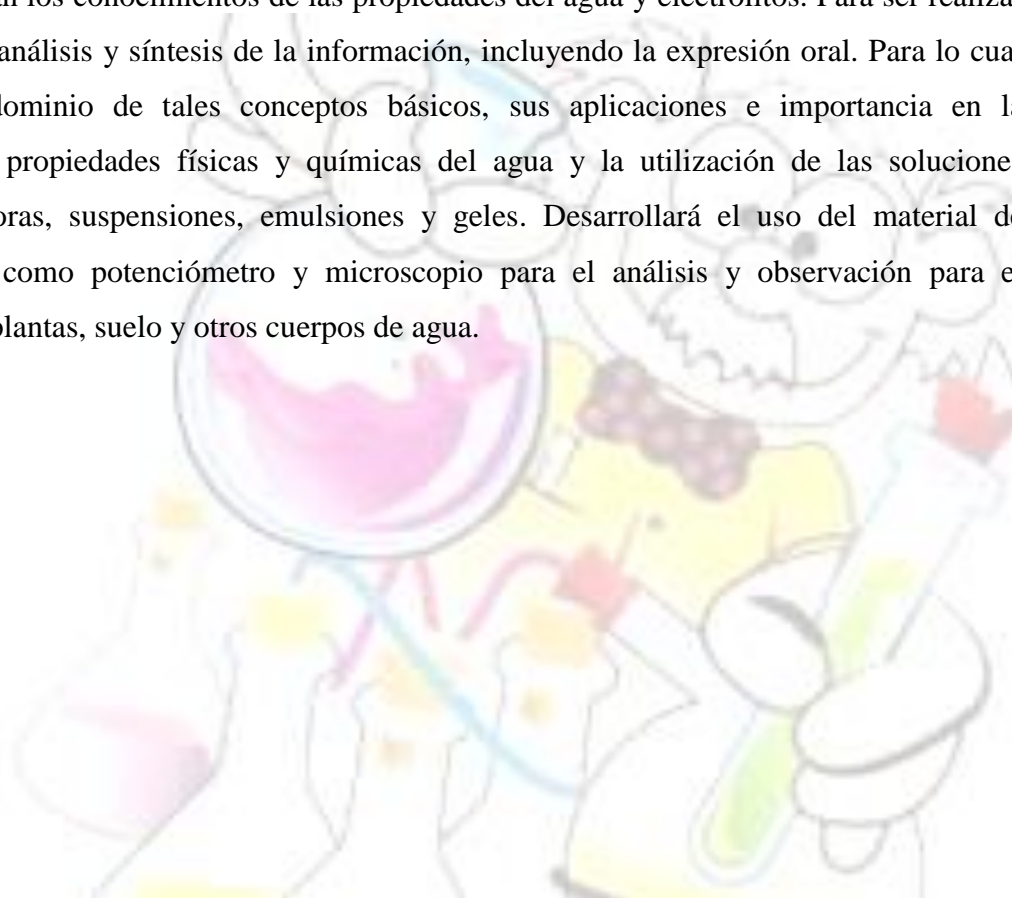 los conocimientos de las propiedades del agua y electrolitos. Para ser realiza
análisis y síntesis de la información, incluyendo la expresión oral. Para lo cua
dominio de tales conceptos básicos, sus aplicaciones e importancia en la
propiedades físicas y químicas del agua y la utilización de las solucione
oras, suspensiones, emulsiones y geles. Desarrollará el uso del material de
como potenciómetro y microscopio para el análisis y observación para e
plantas, suelo y otros cuerpos de agua.